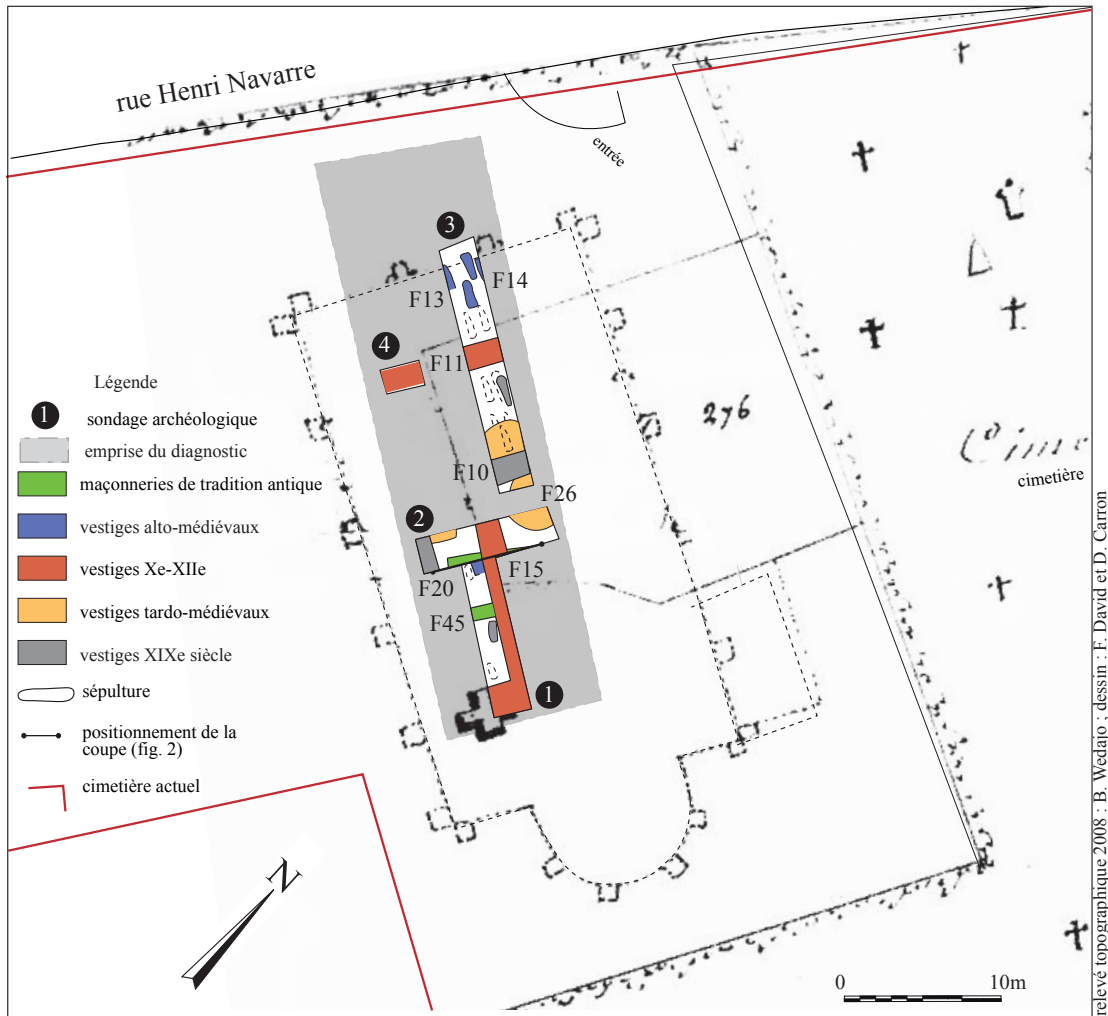 rue Henri Navarre
entrée
3
F13
F14
4
F11
Légende
1 sondage archéologique
emprise du diagnostic
maçonneries de tradition antique
vestiges alto-médiévaux
vestiges Xe-XIIe
vestiges tardo-médiévaux
vestiges XIXe siècle
sépulture
positionnement de la
coupe (fig. 2)
cimetière actuel
276
Cime
cimetière
F10
F26
2
F20
F15
F45
1
N
0 10m
relevé topographique 2008 : B. Wedajo ; dessin : F. David et D. Carron